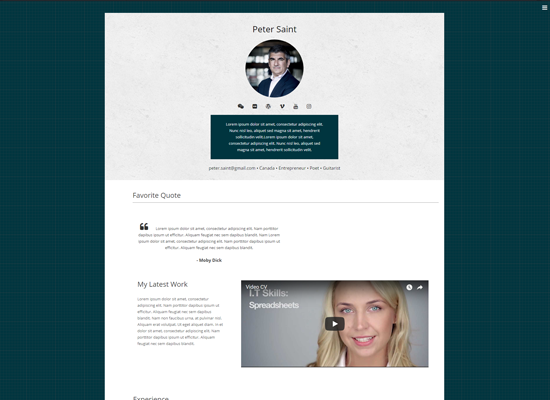 Peter Saint
Lorem ipsum dolor sit amet, consectetur adipiscing elit.
Nunc nisl leo, aliquet sed magna sit amet, hendrerit
sollicitudin velit.Lorem ipsum dolor sit amet,
consectetur adipiscing elit. Nunc nisl leo, aliquet sed
magna sit amet, hendrerit sollicitudin velit.
peter.saint@gmail.com • Canada • Entrepreneur • Poet • Guitarist
Favorite Quote
Lorem ipsum dolor sit amet, consectetur adipiscing elit. Nam porttitor
dapibus ipsum ut efficitur. Aliquam feugiat nec sem dapibus blandit. Nam Lorem
ipsum dolor sit amet, consectetur adipiscing elit. Nam porttitor dapibus ipsum ut
efficitur. Aliquam feugiat nec sem dapibus blandit.
- Moby Dick
My Latest Work
Lorem ipsum dolor sit amet, consectetur
adipiscing elit. Nam porttitor dapibus ipsum
ut efficitur. Aliquam feugiat nec sem dapibus
blandit. Nam non faucibus urna, at pulvinar nisl.
Aliquam erat volutpat. Ut eget aliquet diam, in et
dolor sit amet, consectetur adipiscing elit. Nam
porttitor dapibus ipsum ut efficitur. Aliquam
feugiat nec sem dapibus blandit.
Video CV
I.T Skills:
Spreadsheets
Experience